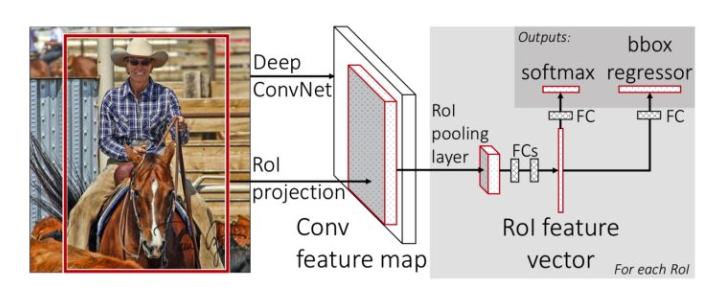 Deep
ConvNet
RoI
projection
Conv
feature map
RoI
pooling
layer
FCs
RoI feature
vector
For each RoI
Outputs:
softmax
bbox
regressor
FC
FC